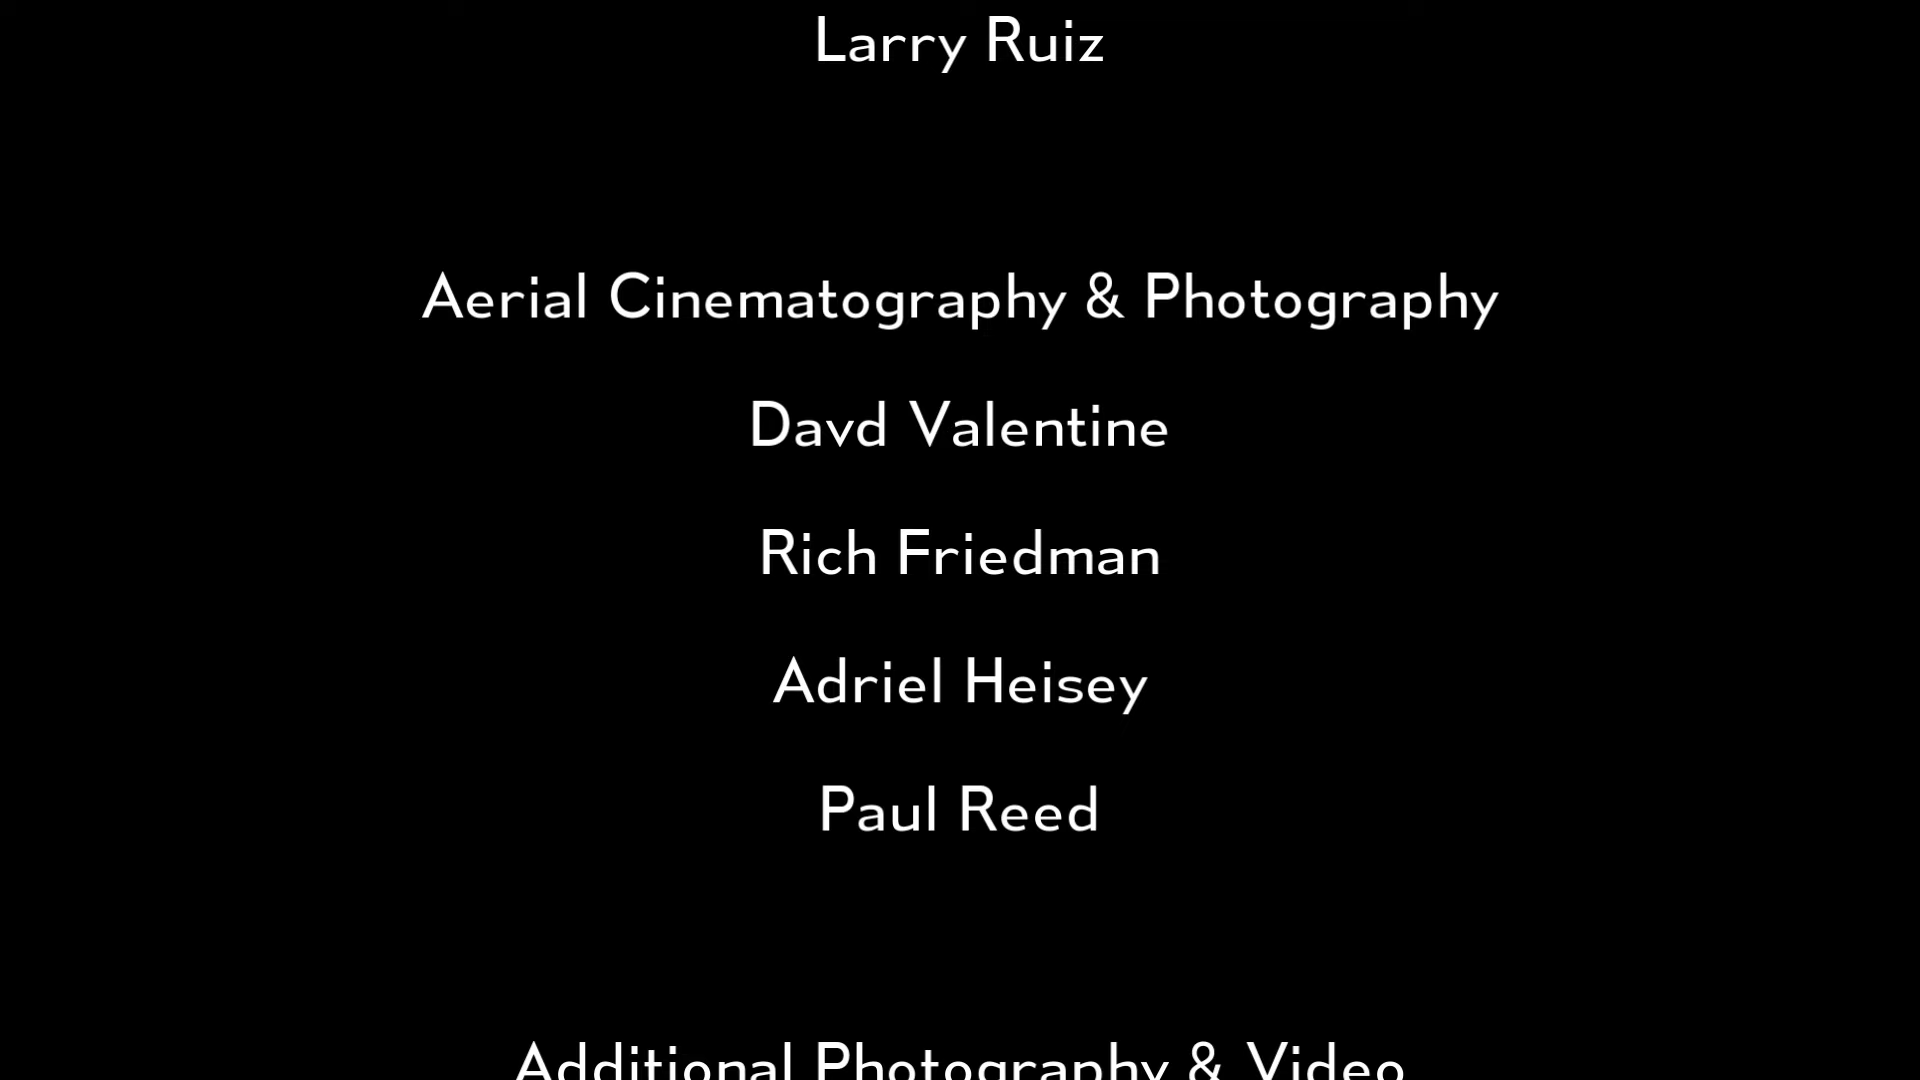 Larry Ruiz
Aerial Cinematography & Photography
Davd Valentine
Rich Friedman
Adriel Heisey
Paul Reed
Additional Photography & Video